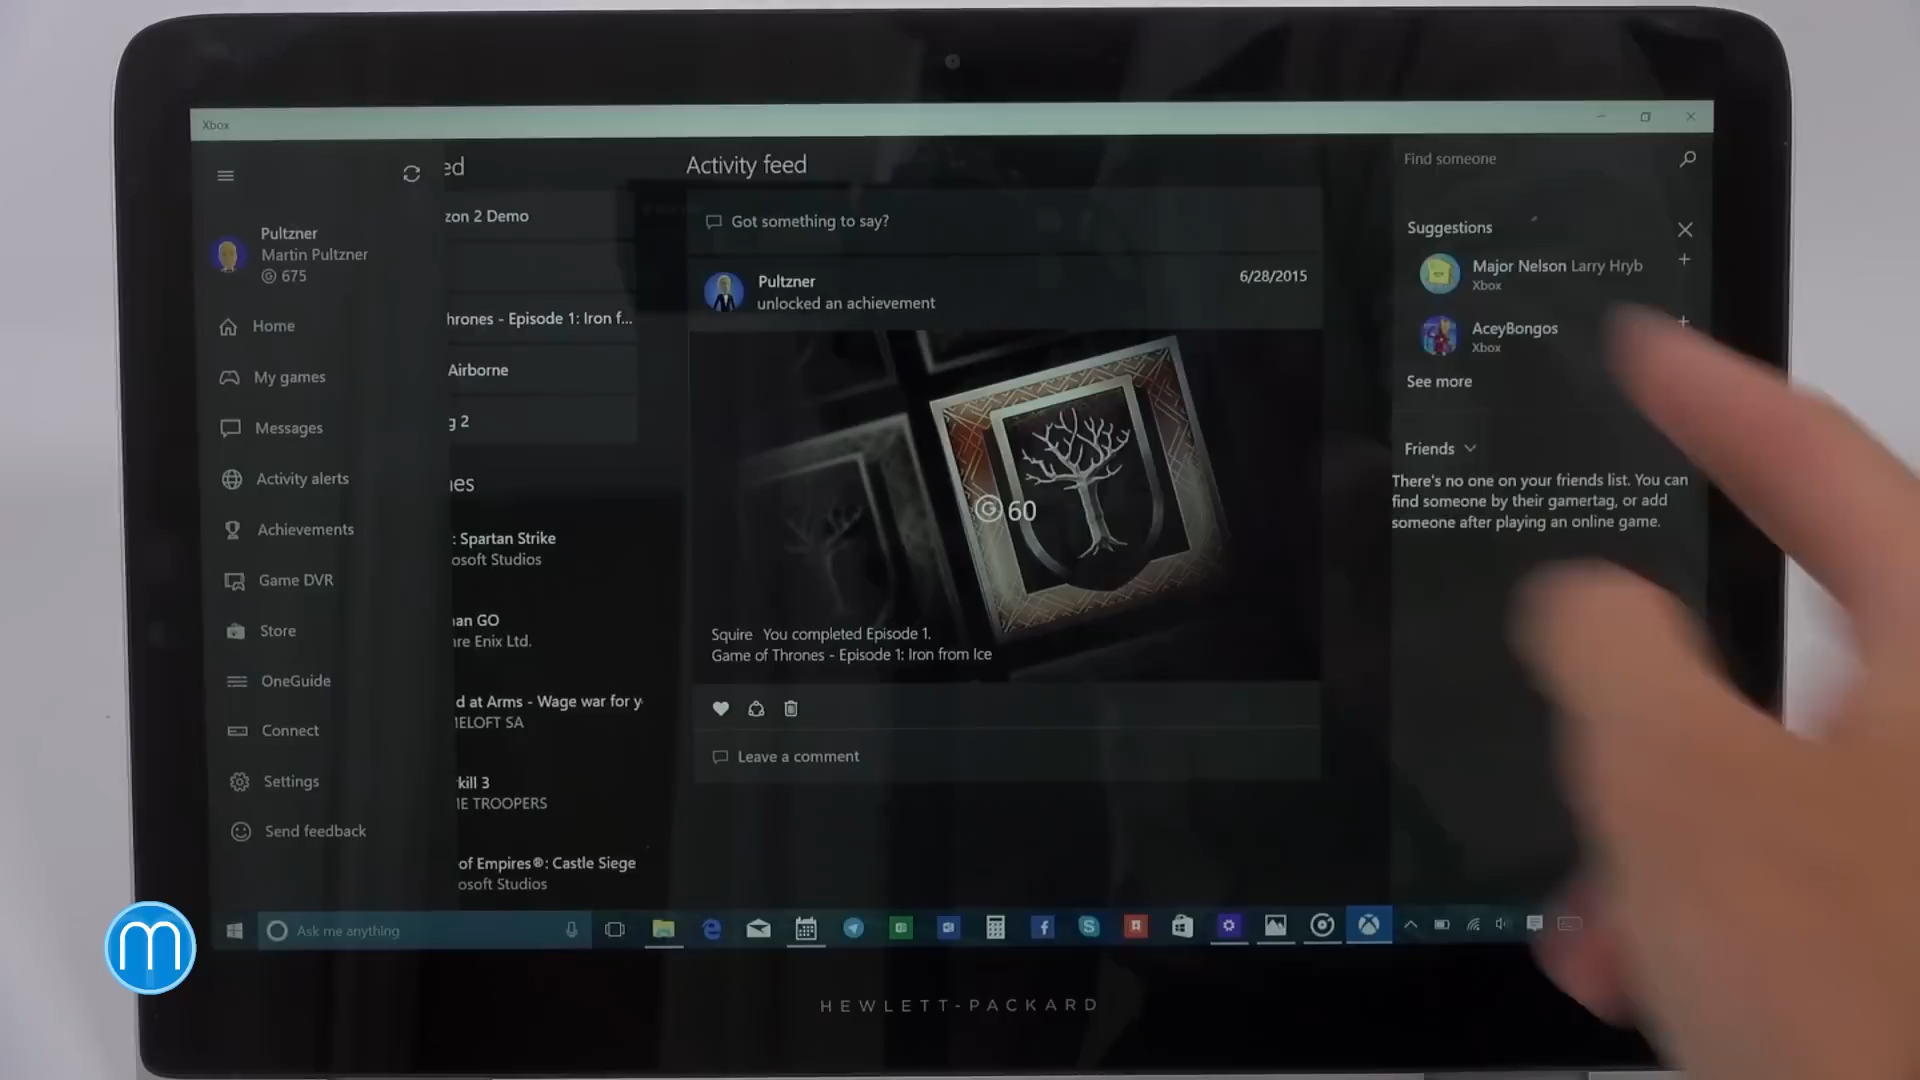 Xbox
Pultzner
Martin Pultzner
G 675
Home
My games
Messages
Activity alerts
Achievements
Game DVR
Store
OneGuide
Connect
Settings
Send feedback
ed
zon 2 Demo
hrones - Episode 1: Iron f...
Airborne
g 2
nes
: Spartan Strike
osoft Studios
an GO
re Enix Ltd.
d at Arms - Wage war for y
ELOFT SA
kill 3
E TROOPERS
of Empires®: Castle Siege
osoft Studios
Activity feed
Got something to say?
Pultzner
6/28/2015
unlocked an achievement
G 60
Squire You completed Episode 1.
Game of Thrones - Episode 1: Iron from Ice
Leave a comment
Find someone
Suggestions
Major Nelson Larry Hryb
Xbox
AceyBongos
Xbox
See more
Friends
There's no one on your friends list. You can
find someone by their gamertag, or add
someone after playing an online game.
Ask me anything
HEWLETT-PACKARD
m